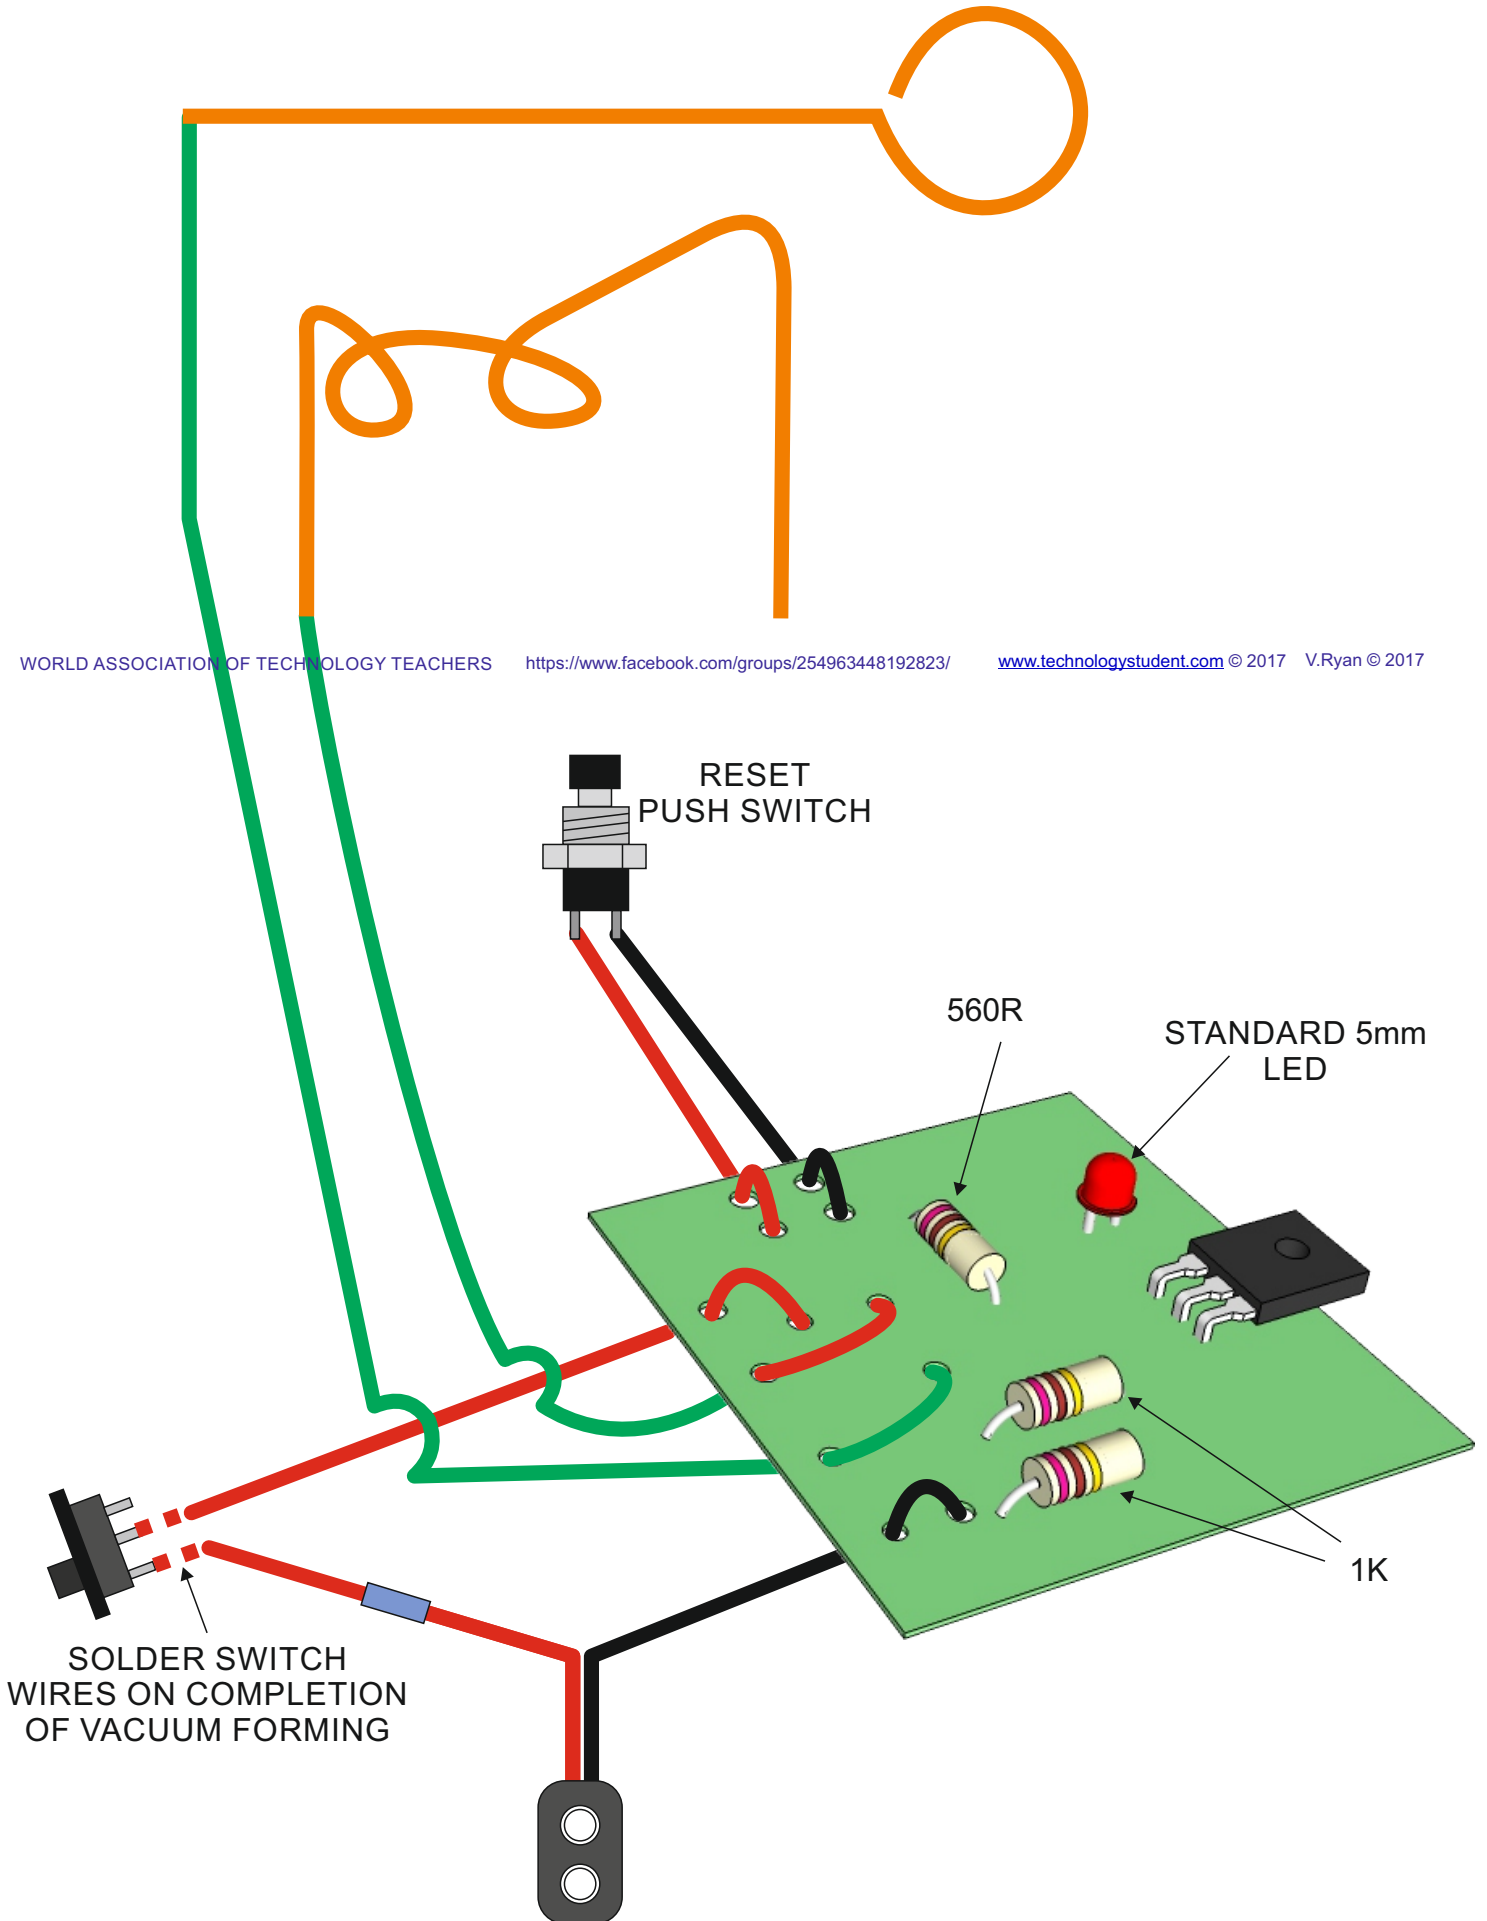 WORLD ASSOCIATION OF TECHNOLOGY TEACHERS https://www.facebook.com/groups/254963448192823/ www.technologystudent.com © 2017 V.Ryan © 2017
RESET
PUSH SWITCH
560R
STANDARD 5mm
LED
1K
SOLDER SWITCH
WIRES ON COMPLETION
OF VACUUM FORMING